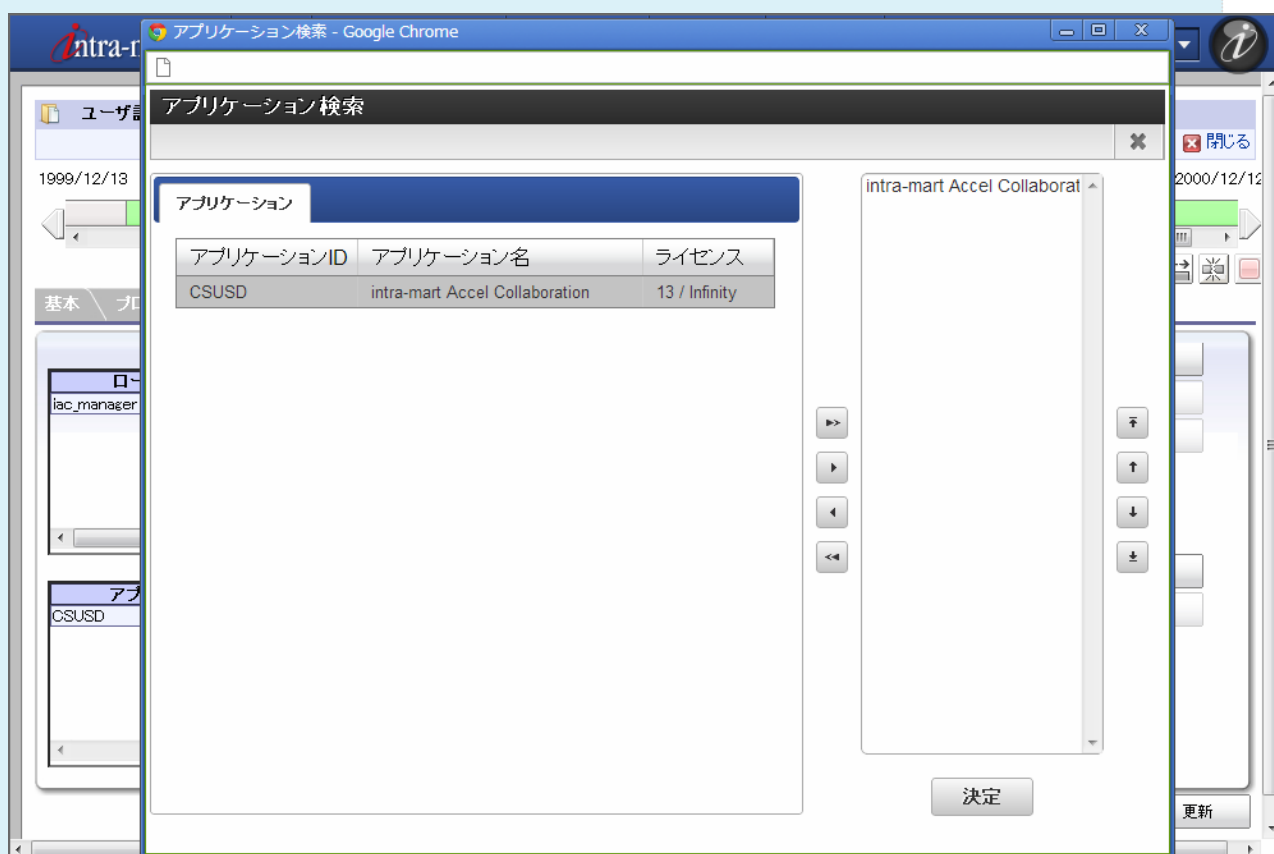 intra-m
アプリケーション検索 - Google Chrome
アプリケーション検索
ユーザ
閉じる
1999/12/13
2000/12/12
アプリケーション
intra-mart Accel Collaborat
アプリケーションID アプリケーション名 ライセンス
CSUSD intra-mart Accel Collaboration 13 / Infinity
基本 プロ
ロー
iac_manager
アプ
CSUSD
決定
更新